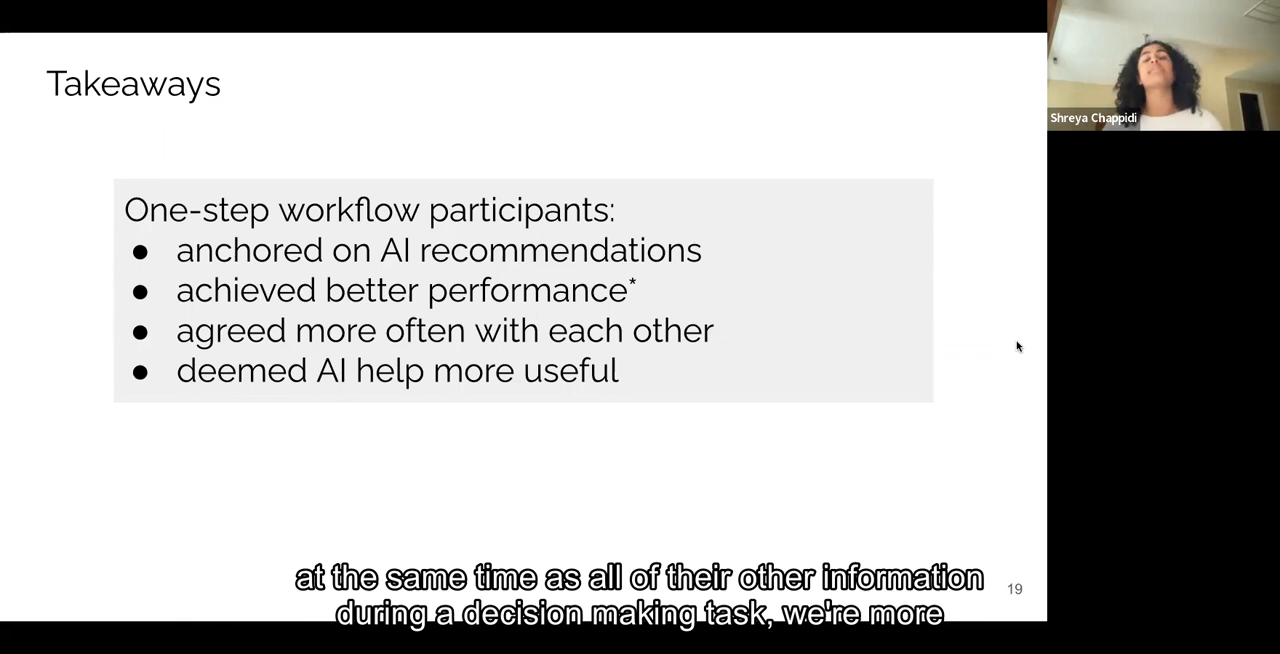 Takeaways
Shreya Chappidi
One-step workflow participants:
● anchored on AI recommendations
● achieved better performance*
● agreed more often with each other
● deemed AI help more useful
at the same time as all of their other information
during a decision making task, we're more
19